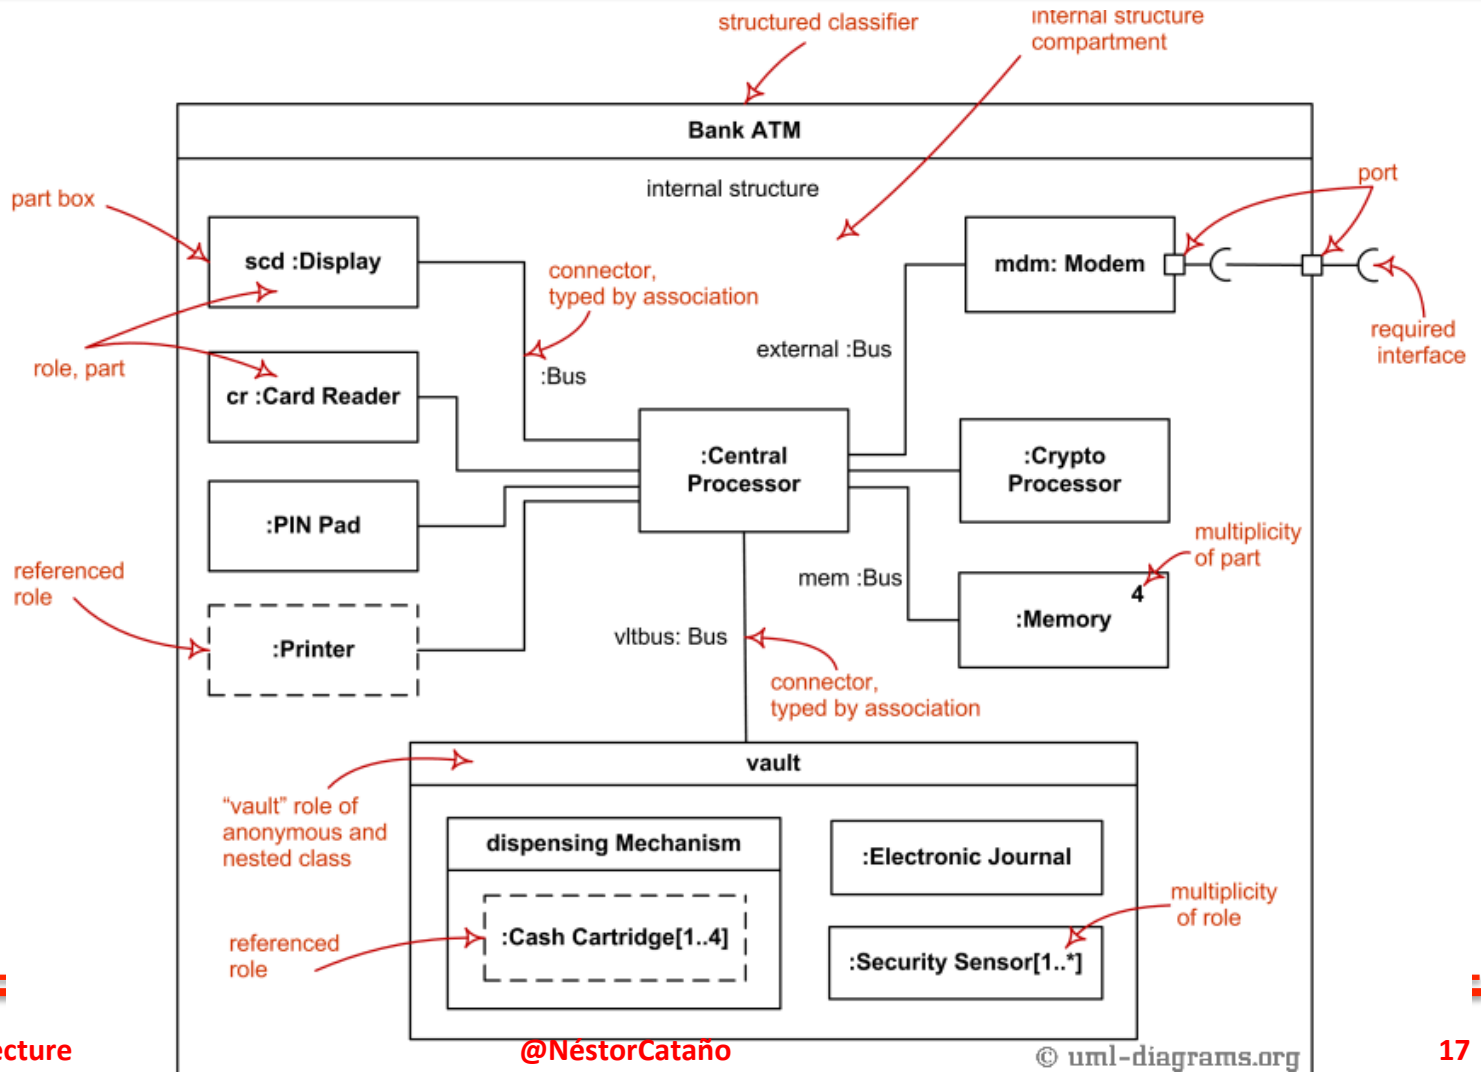 structured classifier
internal structure
compartment
Bank ATM
internal structure
port
part box
scd :Display
mdm: Modem
connector,
typed by association
required
interface
external :Bus
role, part
:Bus
cr :Card Reader
:Central
Processor
:Crypto
Processor
:PIN Pad
multiplicity
of part
referenced
role
mem :Bus
4
:Memory
:Printer
vltbus: Bus
connector,
typed by association
vault
“vault” role of
anonymous and
nested class
dispensing Mechanism
:Electronic Journal
multiplicity
of role
:Cash Cartridge[1..4]
referenced
role
:Security Sensor[1..*]
ecture
@NéstorCataño
© uml-diagrams.org
17